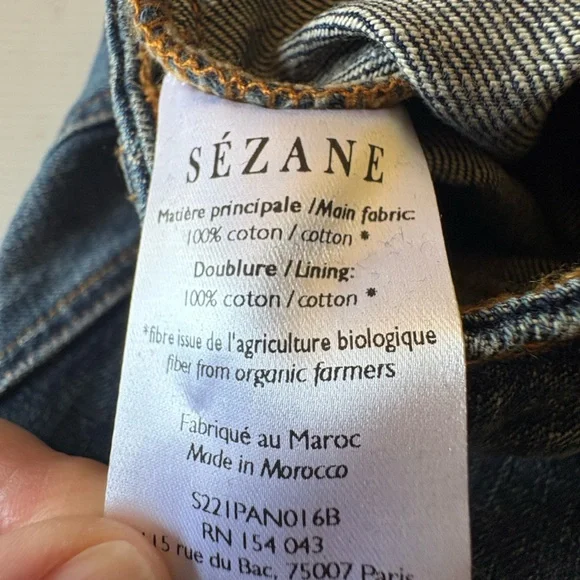 SÉZANE
Matière principale / Main fabric:
100% coton / cotton *
Doublure / Lining:
100% coton / cotton *
*fibre issue de l'agriculture biologique
fiber from organic farmers
Fabriqué au Maroc
Made in Morocco
S221PAN016B
RN 154 043
115 rue du Bac, 75007 Paris